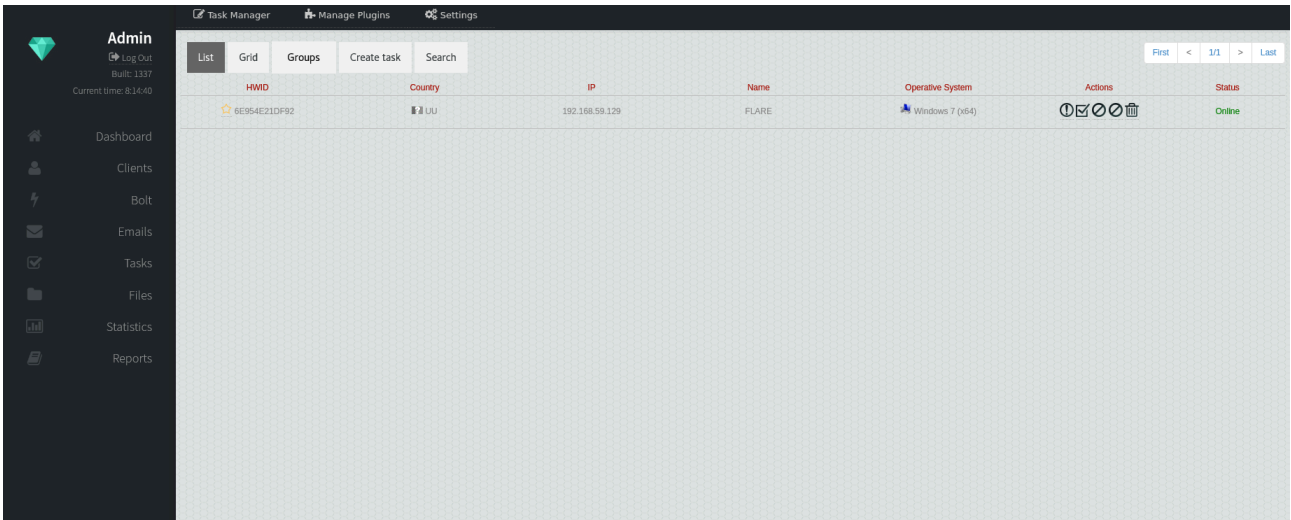 Task Manager Manage Plugins Settings
Admin
Log Out
Built: 1337
Current time: 8:14:40
List Grid Groups Create task Search
First < 1/1 > Last
HWID Country IP Name Operative System Actions Status
6E954E21DF92 UU 192.168.59.129 FLARE Windows 7 (x64) Online
Dashboard
Clients
Bolt
Emails
Tasks
Files
Statistics
Reports